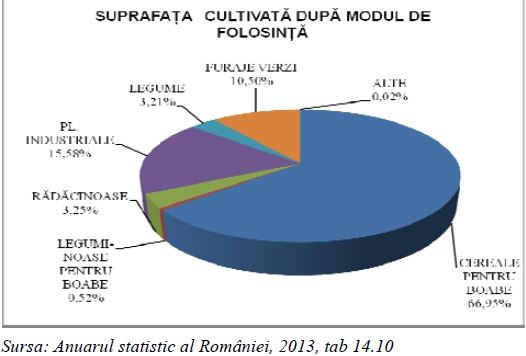 SUPRAFAȚA CULTIVATĂ DUPĂ MODUL DE
FOLOSINȚĂ
FURAJE VERZI
10,50%
ALTE
0,02%
LEGUME
3,21%
PL.
INDUSTRIALE
15,58%
RĂDĂCINOASE
3,25%
LEGUMI-
NOASE
PENTRU
BOABE
0,52%
CEREALE
PENTRU
BOABE
66,95%
Sursa: Anuarul statistic al României, 2013, tab 14.10